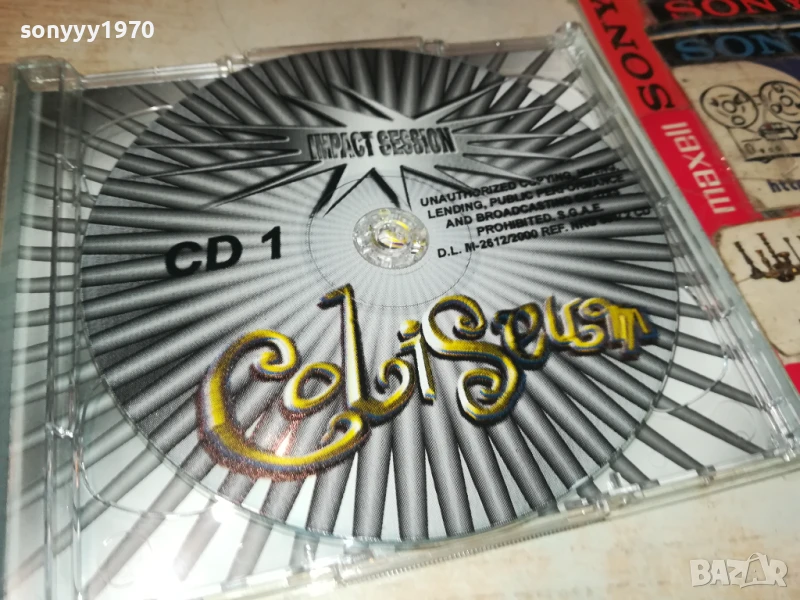 sonyyy1970
IMPACT SESSION
UNAUTHORIZED COPYING,
LENDING, PUBLIC PERFORMANCE
AND BROADCASTING
PROHIBITED. S.G.A.E.
D.L. M-2612/2000 REF.
CD 1
Coliseum
SONY
SONY
maxell
BAZAR